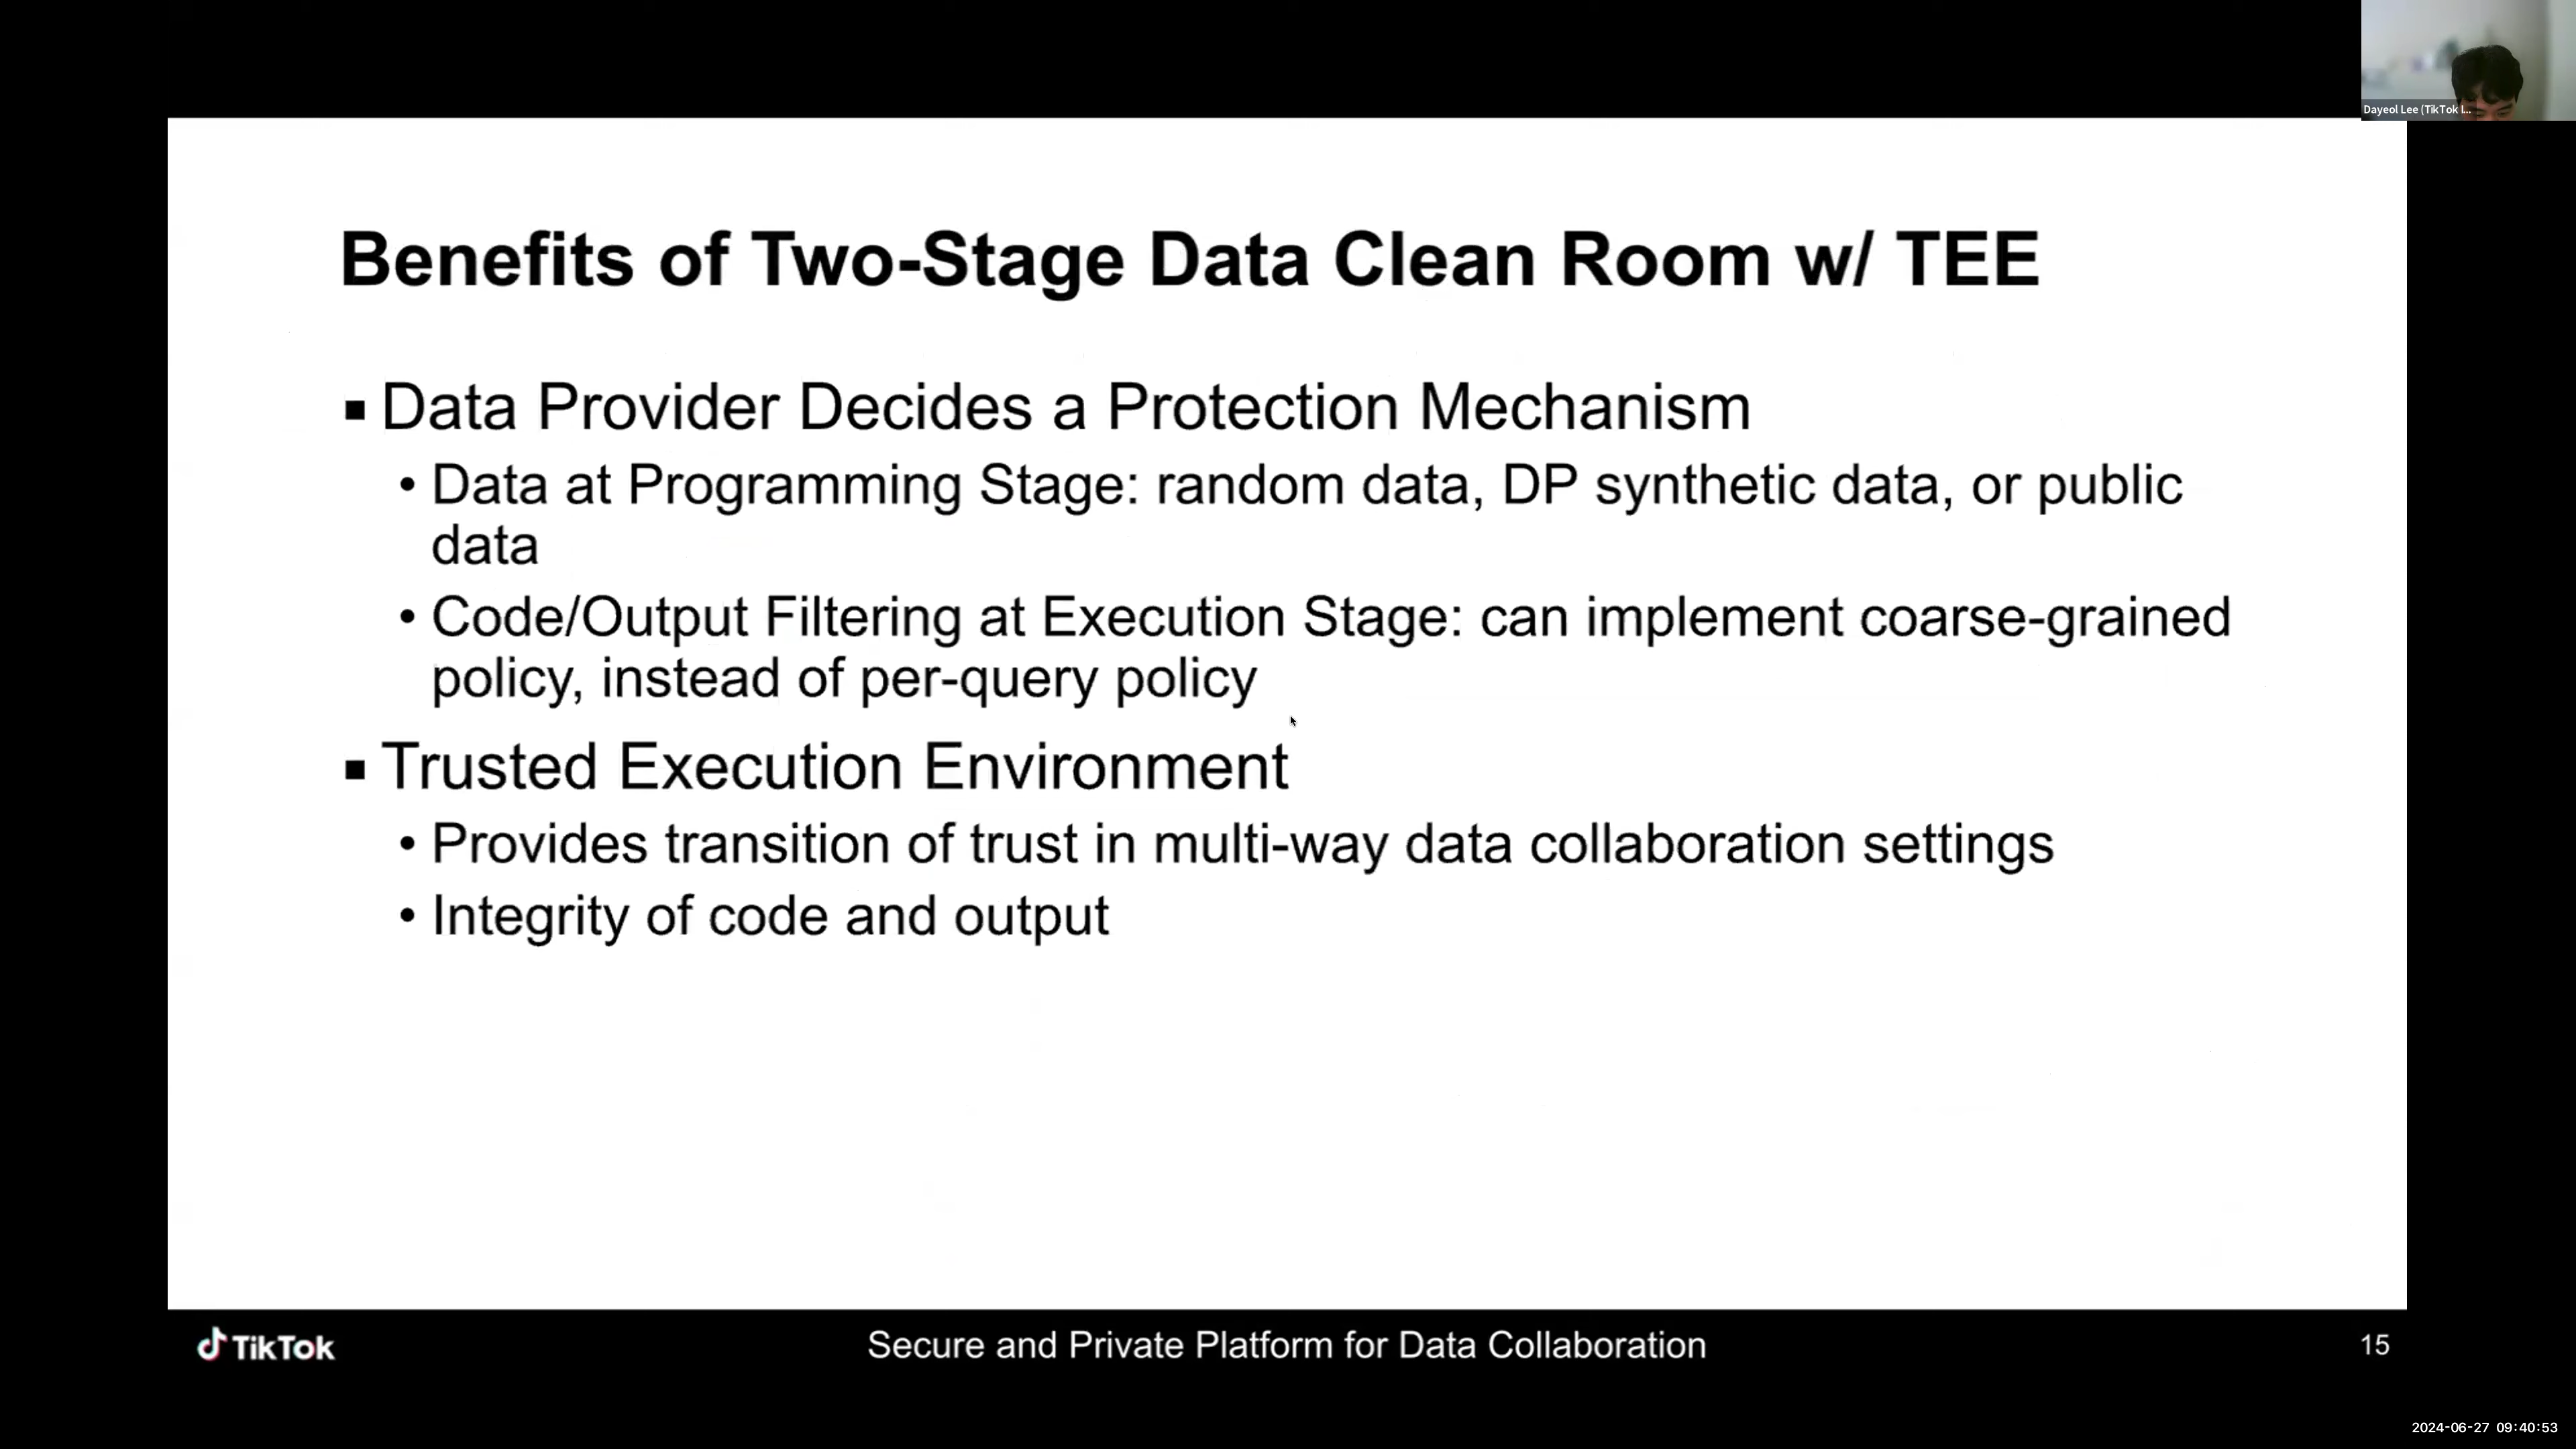 Dayeol Lee (TikTok I...
Benefits of Two-Stage Data Clean Room w/ TEE
▪ Data Provider Decides a Protection Mechanism
• Data at Programming Stage: random data, DP synthetic data, or public
data
• Code/Output Filtering at Execution Stage: can implement coarse-grained
policy, instead of per-query policy
▪ Trusted Execution Environment
• Provides transition of trust in multi-way data collaboration settings
• Integrity of code and output
TikTok
Secure and Private Platform for Data Collaboration
15
2024-06-27 09:40:53